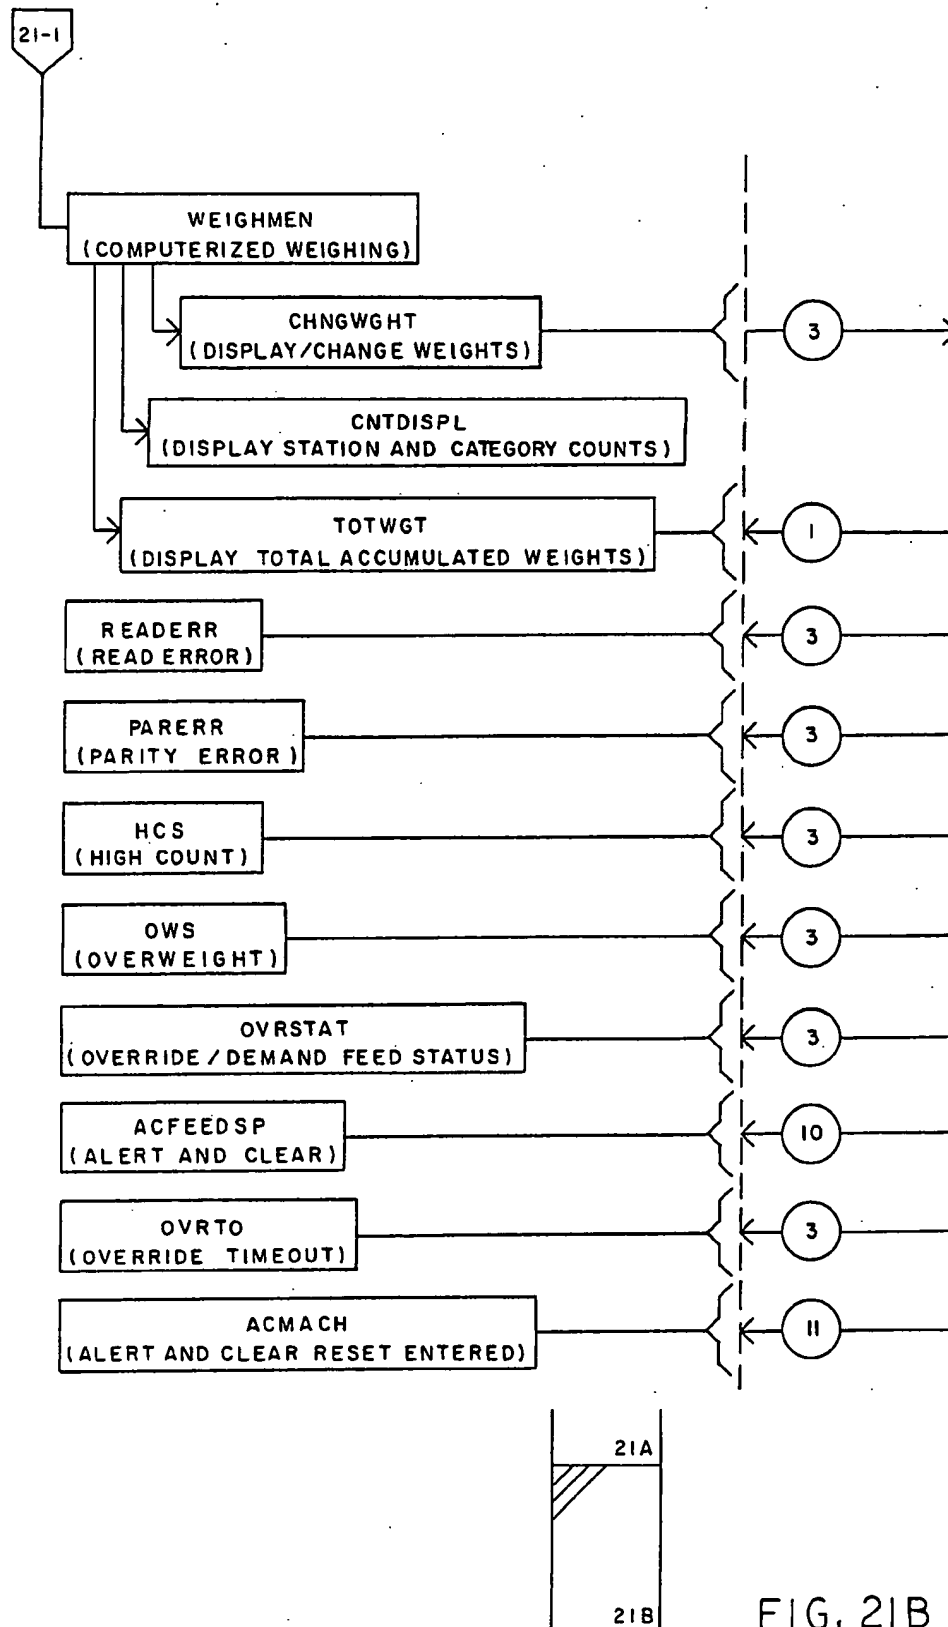 21-1
WEIGHMEN
(COMPUTERIZED WEIGHING)
CHNGWGHT
(DISPLAY/CHANGE WEIGHTS)
3
CNTDISPL
(DISPLAY STATION AND CATEGORY COUNTS)
TOTWGT
(DISPLAY TOTAL ACCUMULATED WEIGHTS)
1
READERR
(READ ERROR)
3
PARERR
(PARITY ERROR)
3
HCS
(HIGH COUNT)
3
OWS
(OVERWEIGHT)
3
OVRSTAT
(OVERRIDE/DEMAND FEED STATUS)
3
ACFEEDSP
(ALERT AND CLEAR)
10
OVRTO
(OVERRIDE TIMEOUT)
3
ACMACH
(ALERT AND CLEAR RESET ENTERED)
11
21A
21B
FIG. 21B